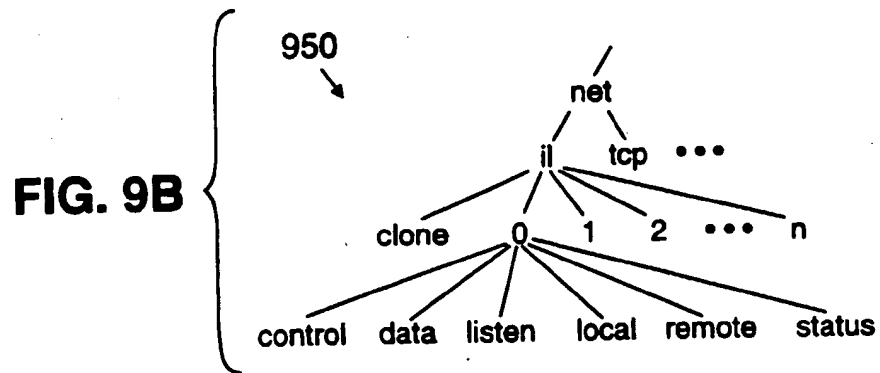 950
net
il tcp •••
FIG. 9B
clone 0 1 2 ••• n
control data listen local remote status